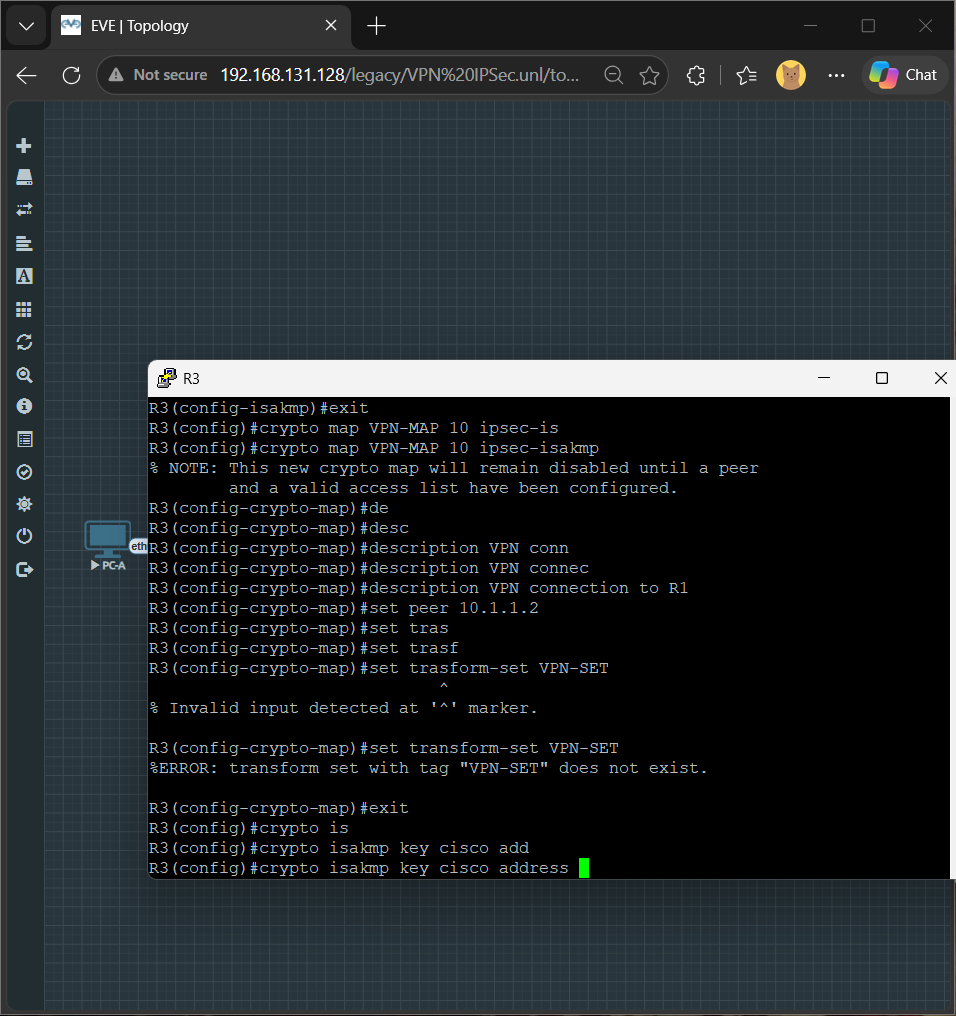 EVE | Topology
Not secure 192.168.131.128/legacy/VPN%20IPSec.unl/to...
Chat
A
R3
R3(config-isakmp)#exit
R3(config)#crypto map VPN-MAP 10 ipsec-is
R3(config)#crypto map VPN-MAP 10 ipsec-isakmp
% NOTE: This new crypto map will remain disabled until a peer
and a valid access list have been configured.
R3(config-crypto-map)#de
R3(config-crypto-map)#desc
R3(config-crypto-map)#description VPN conn
R3(config-crypto-map)#description VPN connec
R3(config-crypto-map)#description VPN connection to R1
R3(config-crypto-map)#set peer 10.1.1.2
R3(config-crypto-map)#set tras
R3(config-crypto-map)#set trasf
R3(config-crypto-map)#set trasform-set VPN-SET
^
% Invalid input detected at '^' marker.
R3(config-crypto-map)#set transform-set VPN-SET
%ERROR: transform set with tag "VPN-SET" does not exist.
R3(config-crypto-map)#exit
R3(config)#crypto is
R3(config)#crypto isakmp key cisco add
R3(config)#crypto isakmp key cisco address
eth
PC-A